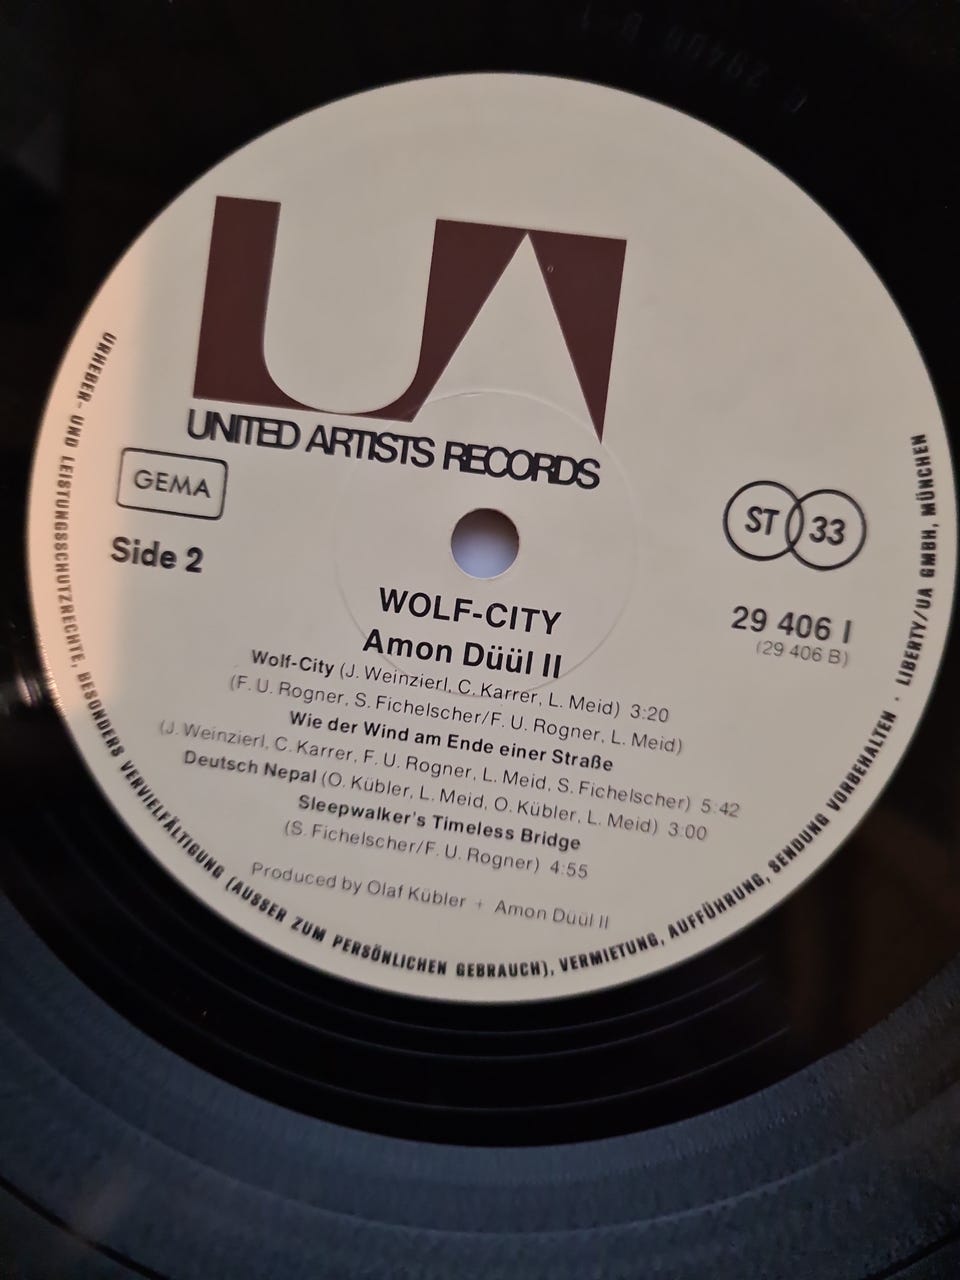 UA
UNITED ARTISTS RECORDS
GEMA
ST 33
Side 2
29 406 I
(29 406 B)
WOLF-CITY
Amon Düül II
Wolf-City (J. Weinzierl, C. Karrer, L. Meid) 3:20
(F. U. Rogner, S. Fichelscher/F. U. Rogner, L. Meid)
Wie der Wind am Ende einer Straße
(J. Weinzierl, C. Karrer, F. U. Rogner, L. Meid, S. Fichelscher) 5:42
Deutsch Nepal (O. Kübler, L. Meid, O. Kübler, L. Meid) 3:00
Sleepwalker's Timeless Bridge
(S. Fichelscher/F. U. Rogner) 4:55
Produced by Olaf Kübler + Amon Düül II
URHEBER- UND LEISTUNGSSCHUTZRECHTE, BESONDERS VERVIELFÄLTIGUNG (AUSSER ZUM PERSÖNLICHEN GEBRAUCH), VERMIETUNG, AUFFÜHRUNG, SENDUNG VORBEHALTEN · LIBERTY/UA GMBH, MÜNCHEN